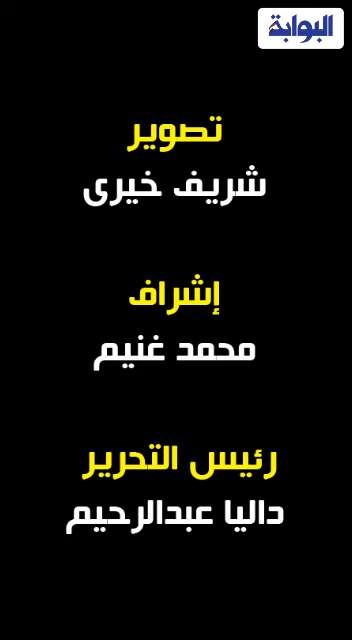 البوابة
تصوير
شريف خيرى
إشراف
محمد غنيم
رئيس التحرير
داليا عبدالرحيم